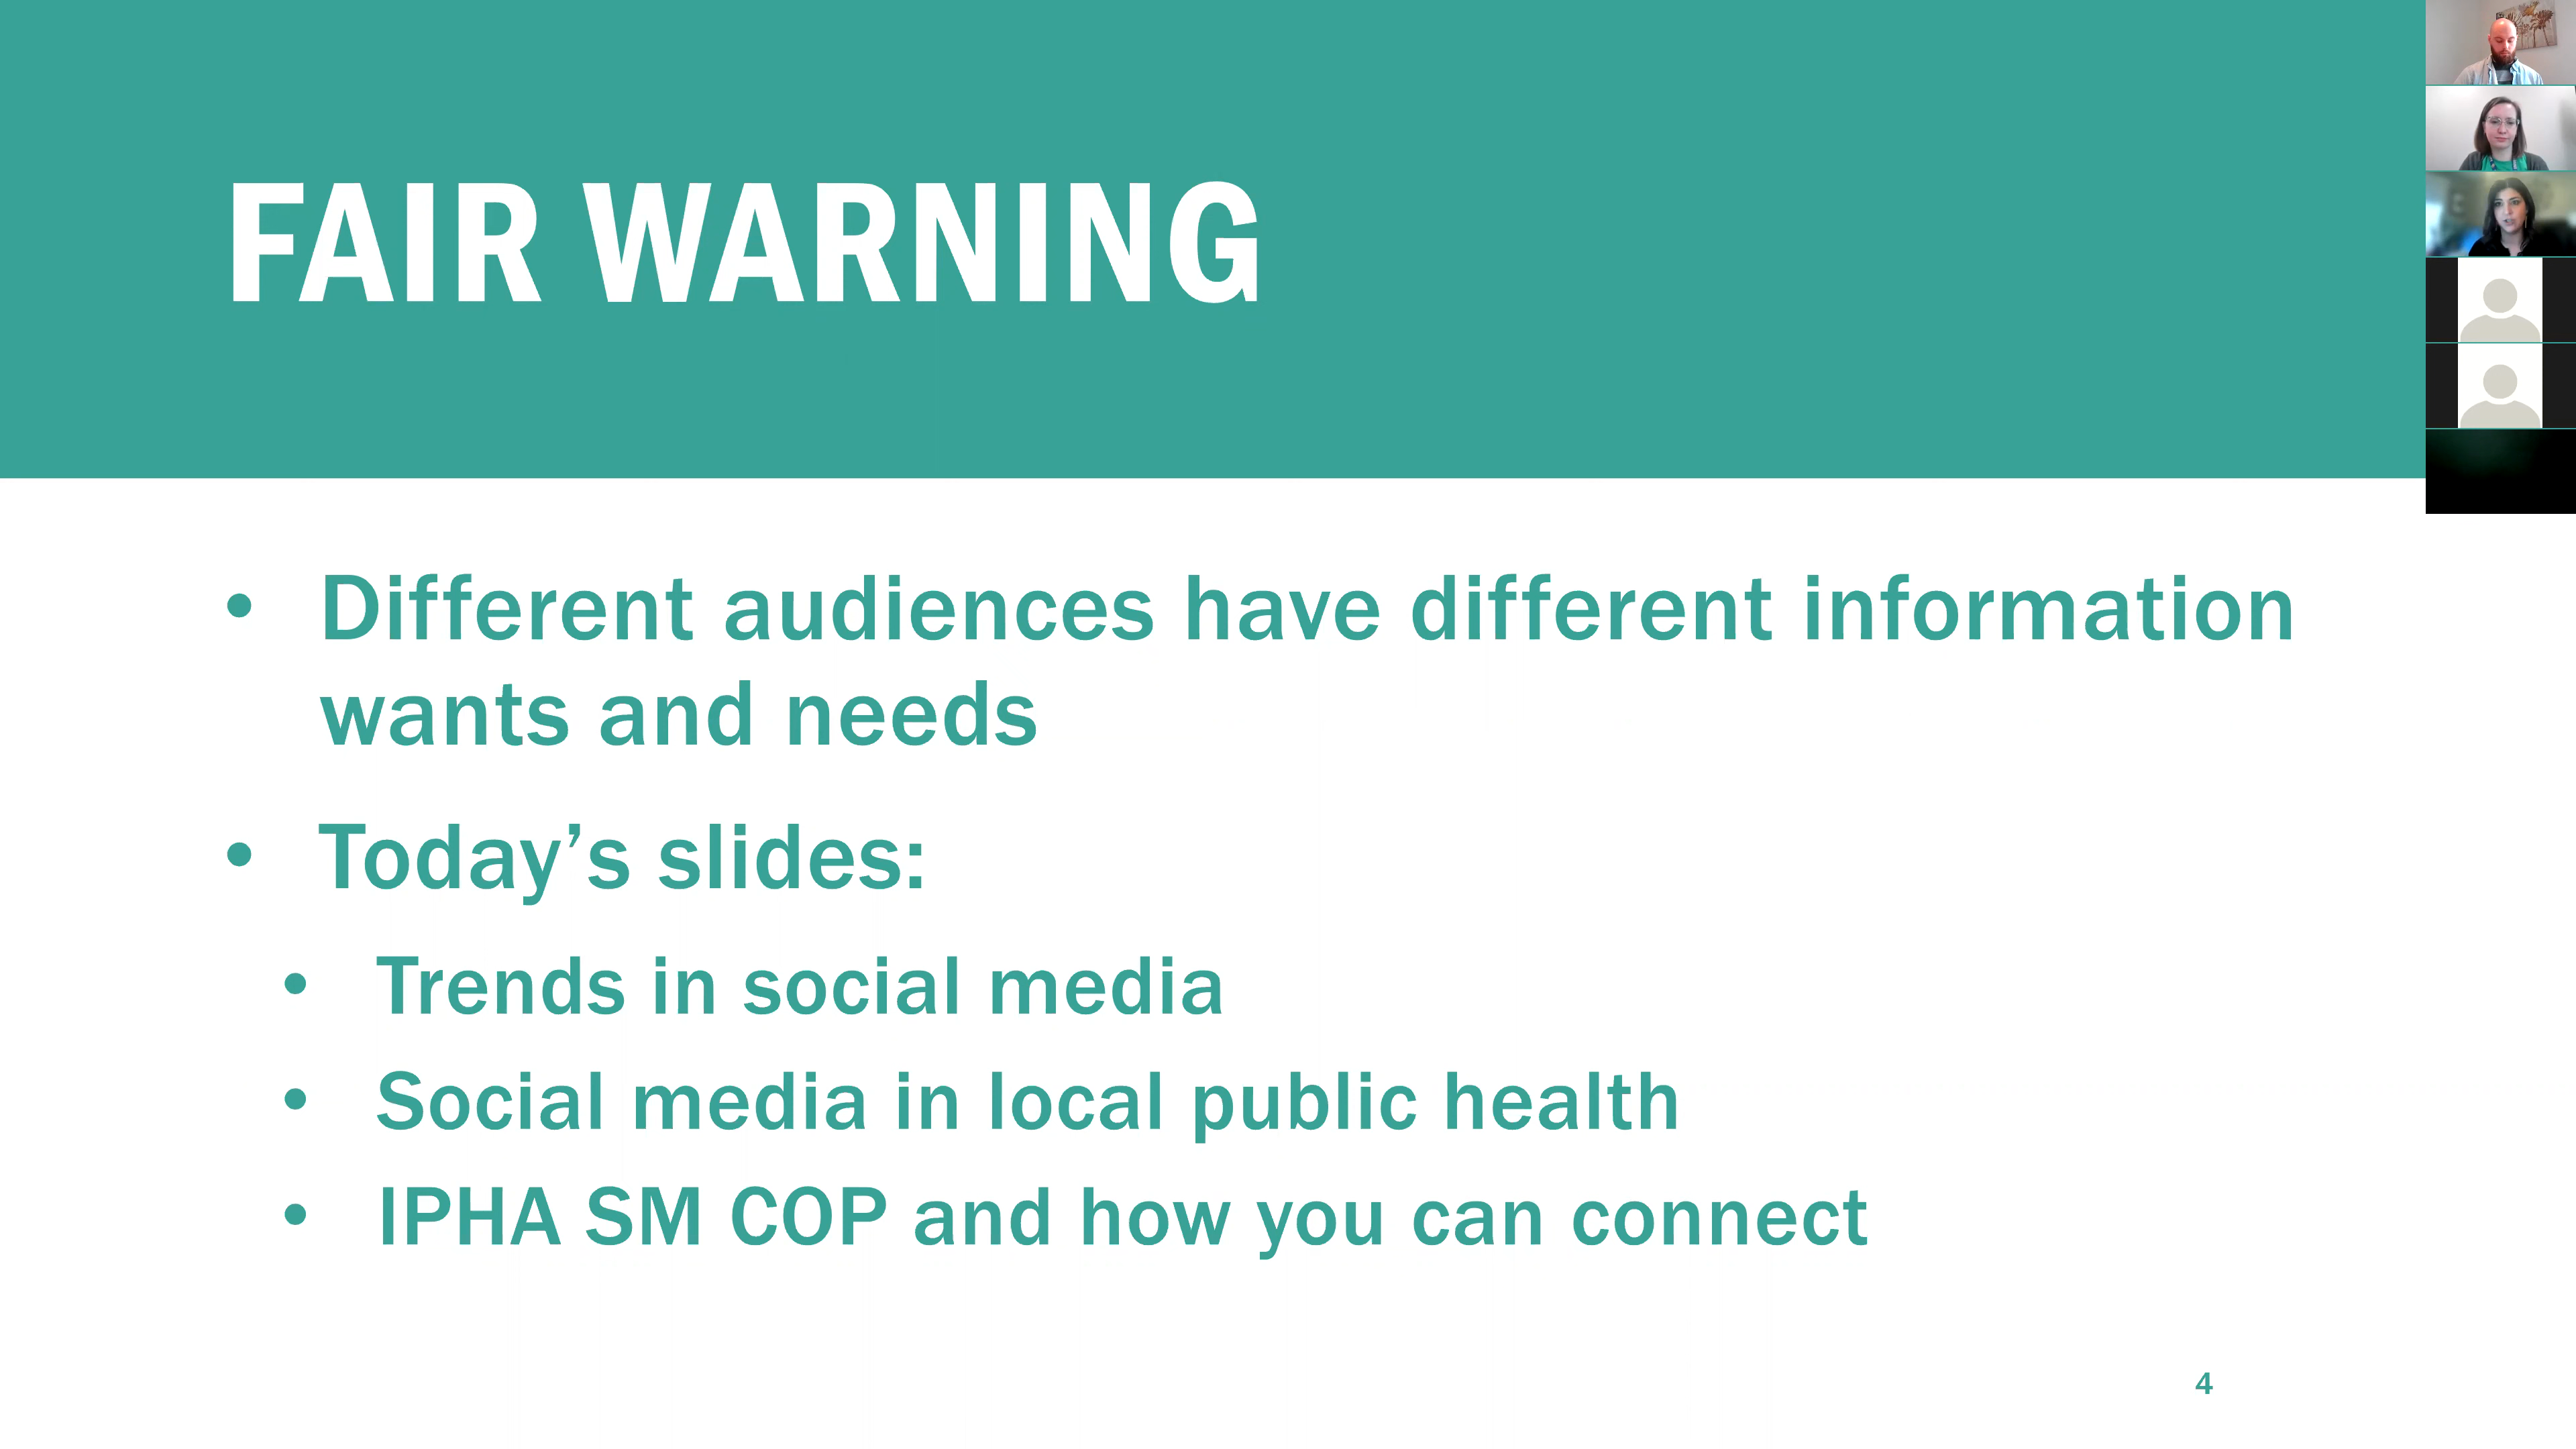 FAIR WARNING
• Different audiences have different information
wants and needs
• Today’s slides:
• Trends in social media
• Social media in local public health
• IPHA SM COP and how you can connect
4